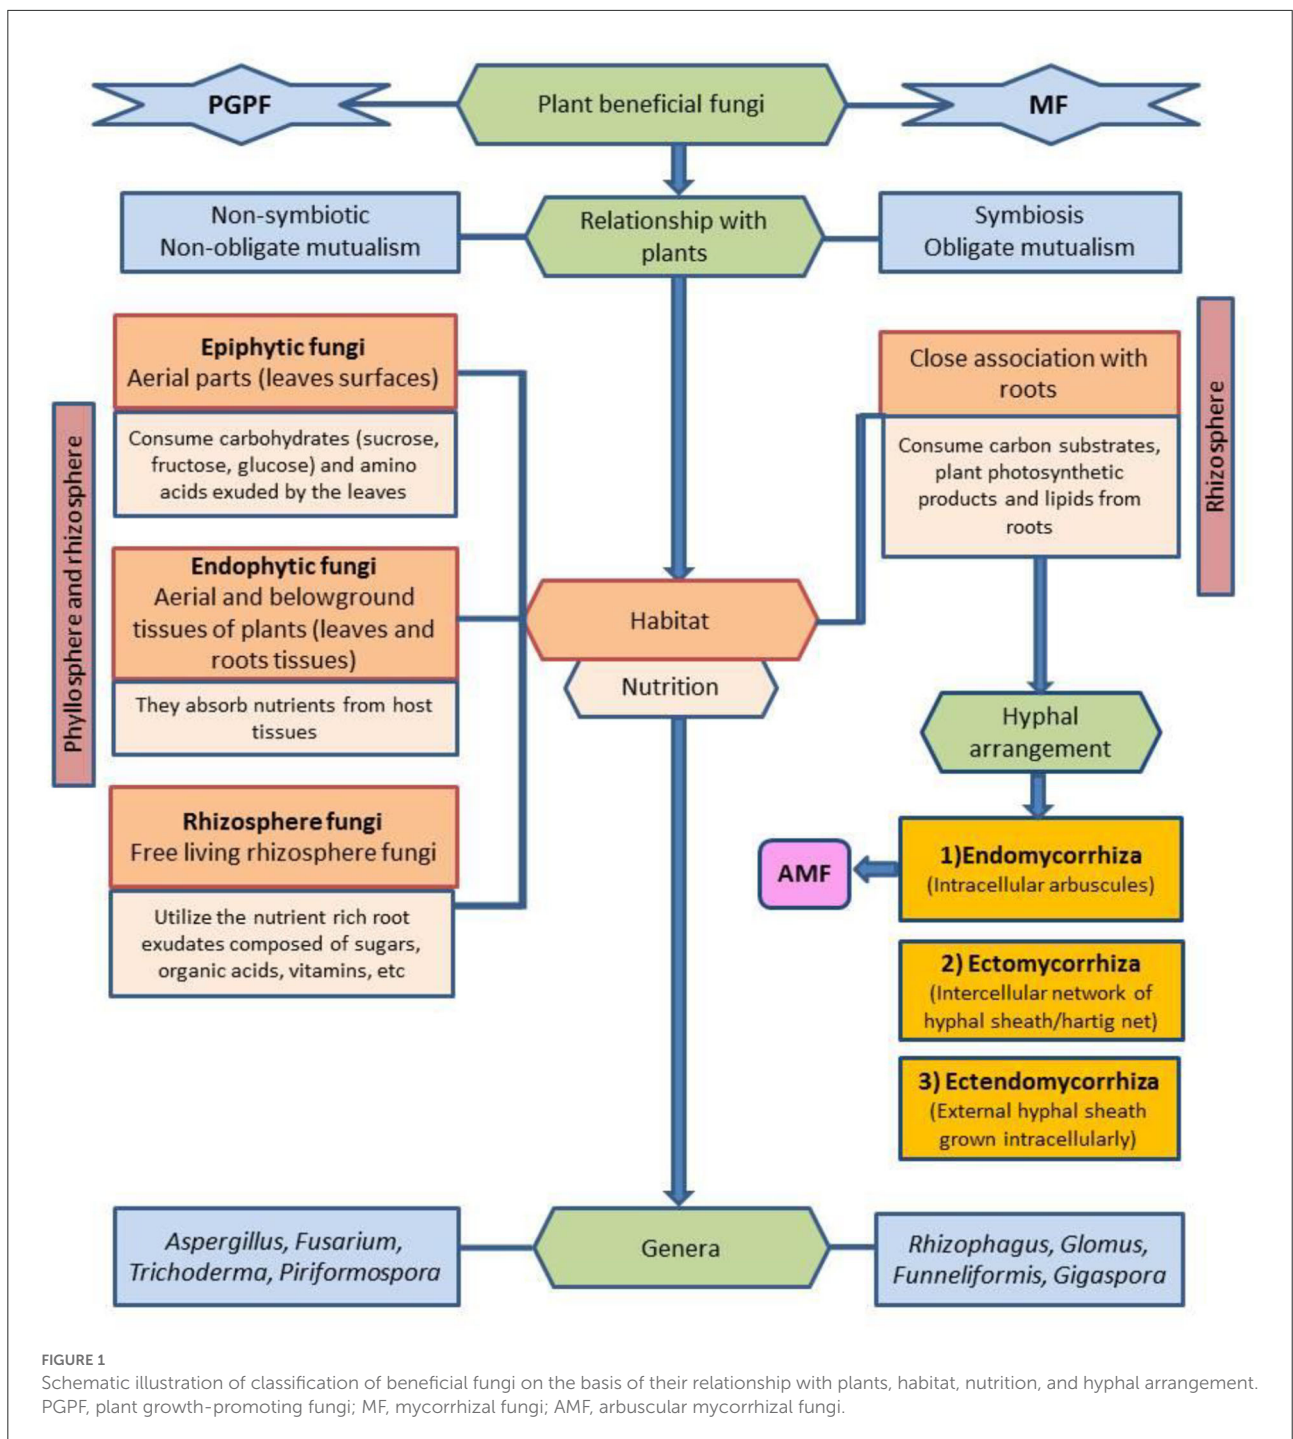 PGPF
Plant beneficial fungi
MF
Non-symbiotic
Non-obligate mutualism
Relationship with
plants
Symbiosis
Obligate mutualism
Phyllosphere and rhizosphere
Epiphytic fungi
Aerial parts (leaves surfaces)
Consume carbohydrates (sucrose,
fructose, glucose) and amino
acids exuded by the leaves
Endophytic fungi
Aerial and belowground
tissues of plants (leaves and
roots tissues)
They absorb nutrients from host
tissues
Rhizosphere fungi
Free living rhizosphere fungi
Utilize the nutrient rich root
exudates composed of sugars,
organic acids, vitamins, etc
Habitat
Nutrition
Close association with
roots
Consume carbon substrates,
plant photosynthetic
products and lipids from
roots
Rhizosphere
Hyphal
arrangement
AMF
1)Endomycorrhiza
(Intracellular arbuscules)
2) Ectomycorrhiza
(Intercellular network of
hyphal sheath/hartig net)
3) Ectendomycorrhiza
(External hyphal sheath
grown intracellularly)
Aspergillus, Fusarium,
Trichoderma, Piriformospora
Genera
Rhizophagus, Glomus,
Funneliformis, Gigaspora
FIGURE 1
Schematic illustration of classification of beneficial fungi on the basis of their relationship with plants, habitat, nutrition, and hyphal arrangement.
PGPF, plant growth-promoting fungi; MF, mycorrhizal fungi; AMF, arbuscular mycorrhizal fungi.